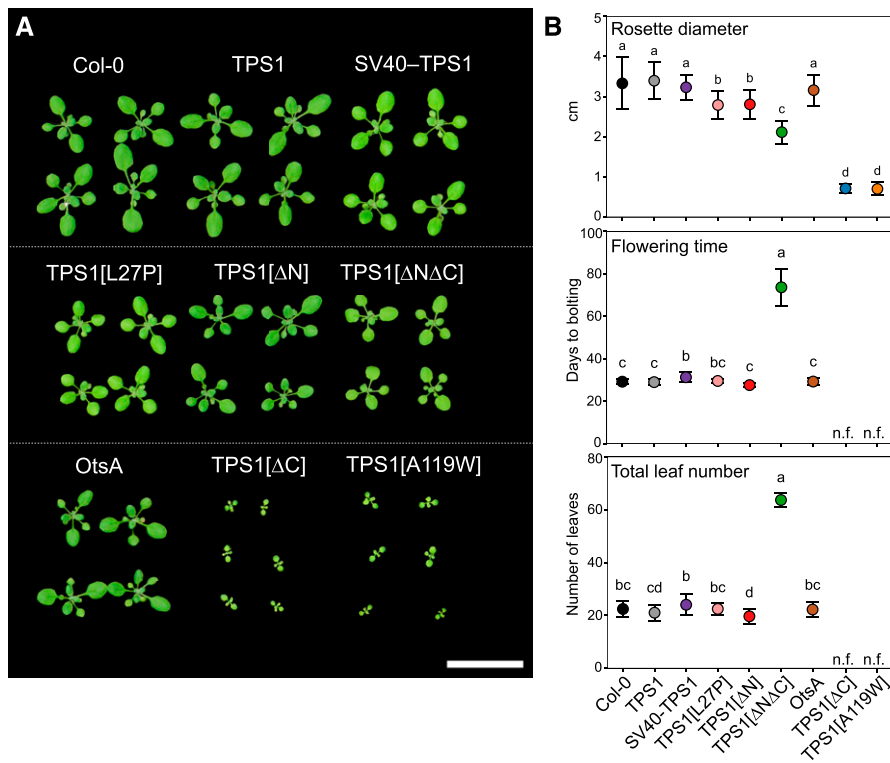 A
Col-0 TPS1 SV40–TPS1
TPS1[L27P] TPS1[ΔN] TPS1[ΔNΔC]
OtsA TPS1[ΔC] TPS1[A119W]
B
Rosette diameter
cm
5
4
3
2
1
0
a a a b b c a d d
Flowering time
Days to bolting
100
80
60
40
20
0
c c b bc c a c n.f. n.f.
Total leaf number
Number of leaves
80
60
40
20
0
bc cd b bc d a bc n.f. n.f.
Col-0
TPS1
SV40–TPS1
TPS1[L27P]
TPS1[ΔN]
TPS1[ΔNΔC]
OtsA
TPS1[ΔC]
TPS1[A119W]